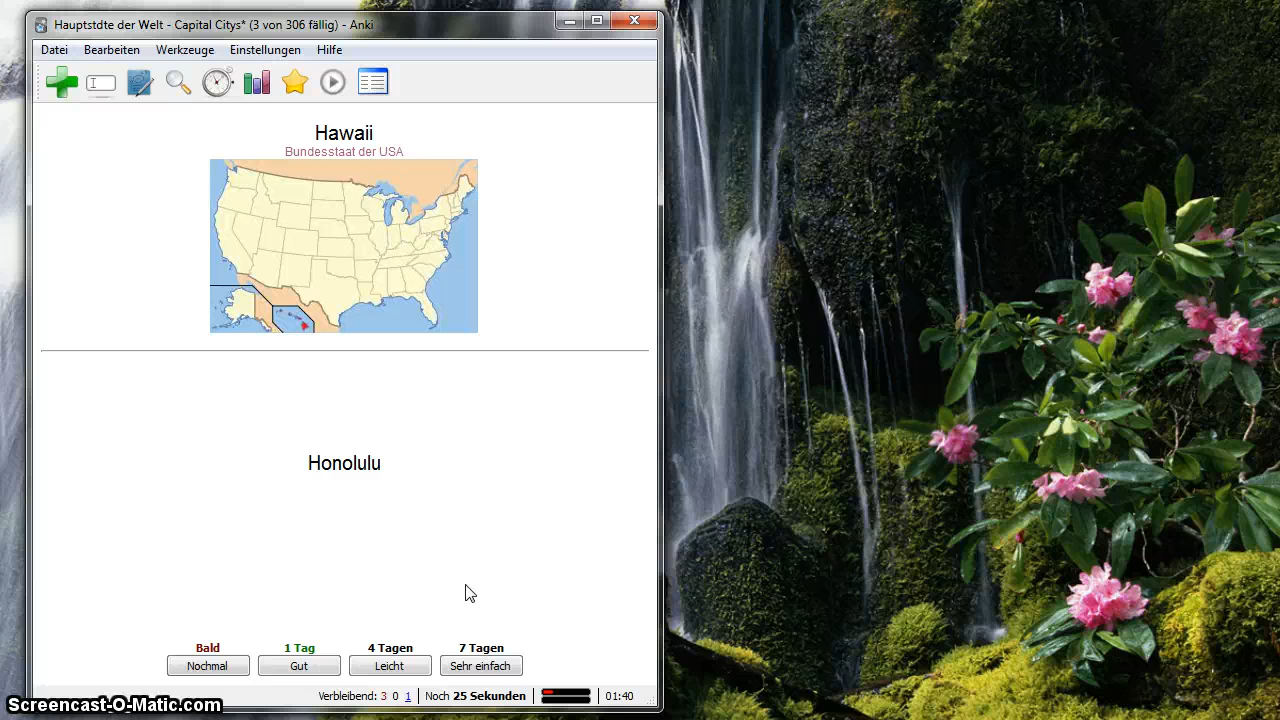 Hauptstdte der Welt - Capital Citys* (3 von 306 fällig) - Anki
Datei Bearbeiten Werkzeuge Einstellungen Hilfe
Hawaii
Bundesstaat der USA
Honolulu
Bald 1 Tag 4 Tagen 7 Tagen
Nochmal Gut Leicht Sehr einfach
Verbleibend: 3 0 1 Noch 25 Sekunden 01:40
Screencast-O-Matic.com